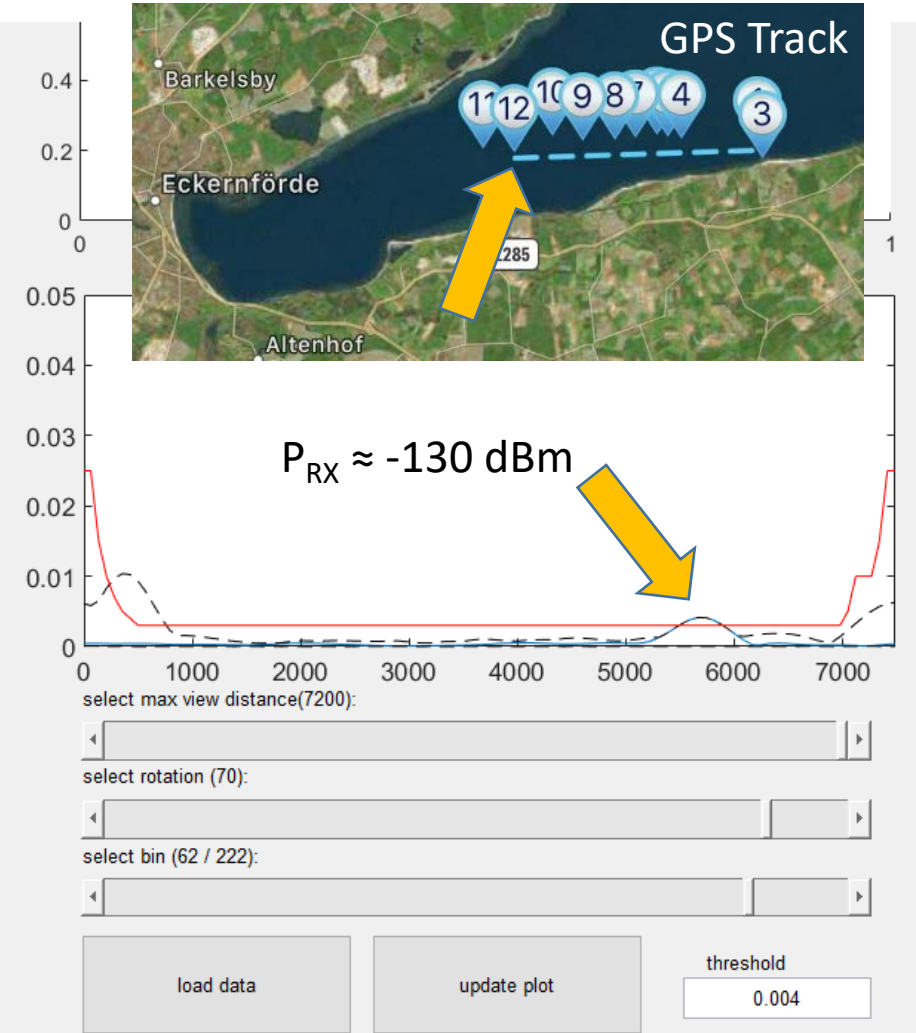 GPS Track
Barkelsby
11 12 10 9 8 7 4
3
Eckernförde
285
Altenhof
0.4
0.2
0
0 1
0.05
0.04
0.03
P_RX ≈ -130 dBm
0.02
0.01
0
0 1000 2000 3000 4000 5000 6000 7000
select max view distance(7200):
select rotation (70):
select bin (62 / 222):
load data
update plot
threshold
0.004